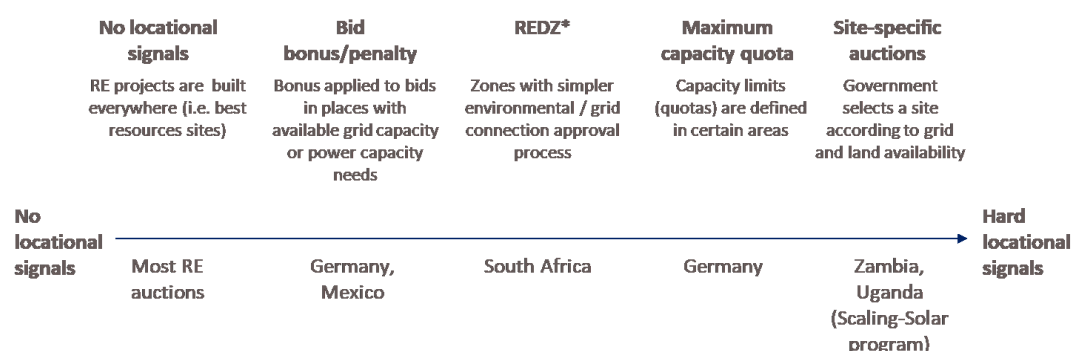 No locational
signals
RE projects are built
everywhere (i.e. best
resources sites)
Bid
bonus/penalty
Bonus applied to bids
in places with
available grid capacity
or power capacity
needs
REDZ*
Zones with simpler
environmental / grid
connection approval
process
Maximum
capacity quota
Capacity limits
(quotas) are defined
in certain areas
Site-specific
auctions
Government
selects a site
according to grid
and land availability
No
locational
signals
Hard
locational
signals
Most RE
auctions
Germany,
Mexico
South Africa
Germany
Zambia,
Uganda
(Scaling-Solar
program)